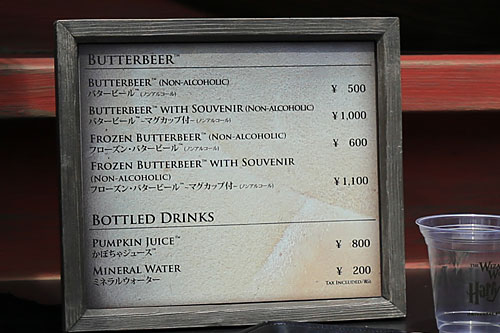 BUTTERBEER™
BUTTERBEER™ (NON-ALCOHOLIC) ¥ 500
バタービール™ (ノンアルコール)
BUTTERBEER™ WITH SOUVENIR (NON-ALCOHOLIC) ¥ 1,000
バタービール™ ~マグカップ付~ (ノンアルコール)
FROZEN BUTTERBEER™ (NON-ALCOHOLIC) ¥ 600
フローズン・バタービール™ (ノンアルコール)
FROZEN BUTTERBEER™ WITH SOUVENIR
(NON-ALCOHOLIC) ¥ 1,100
フローズン・バタービール™ ~マグカップ付~ (ノンアルコール)
BOTTLED DRINKS
PUMPKIN JUICE™ ¥ 800
かぼちゃジュース™
MINERAL WATER ¥ 200
ミネラルウォーター TAX INCLUDED/税込
THE WIZA
Ha